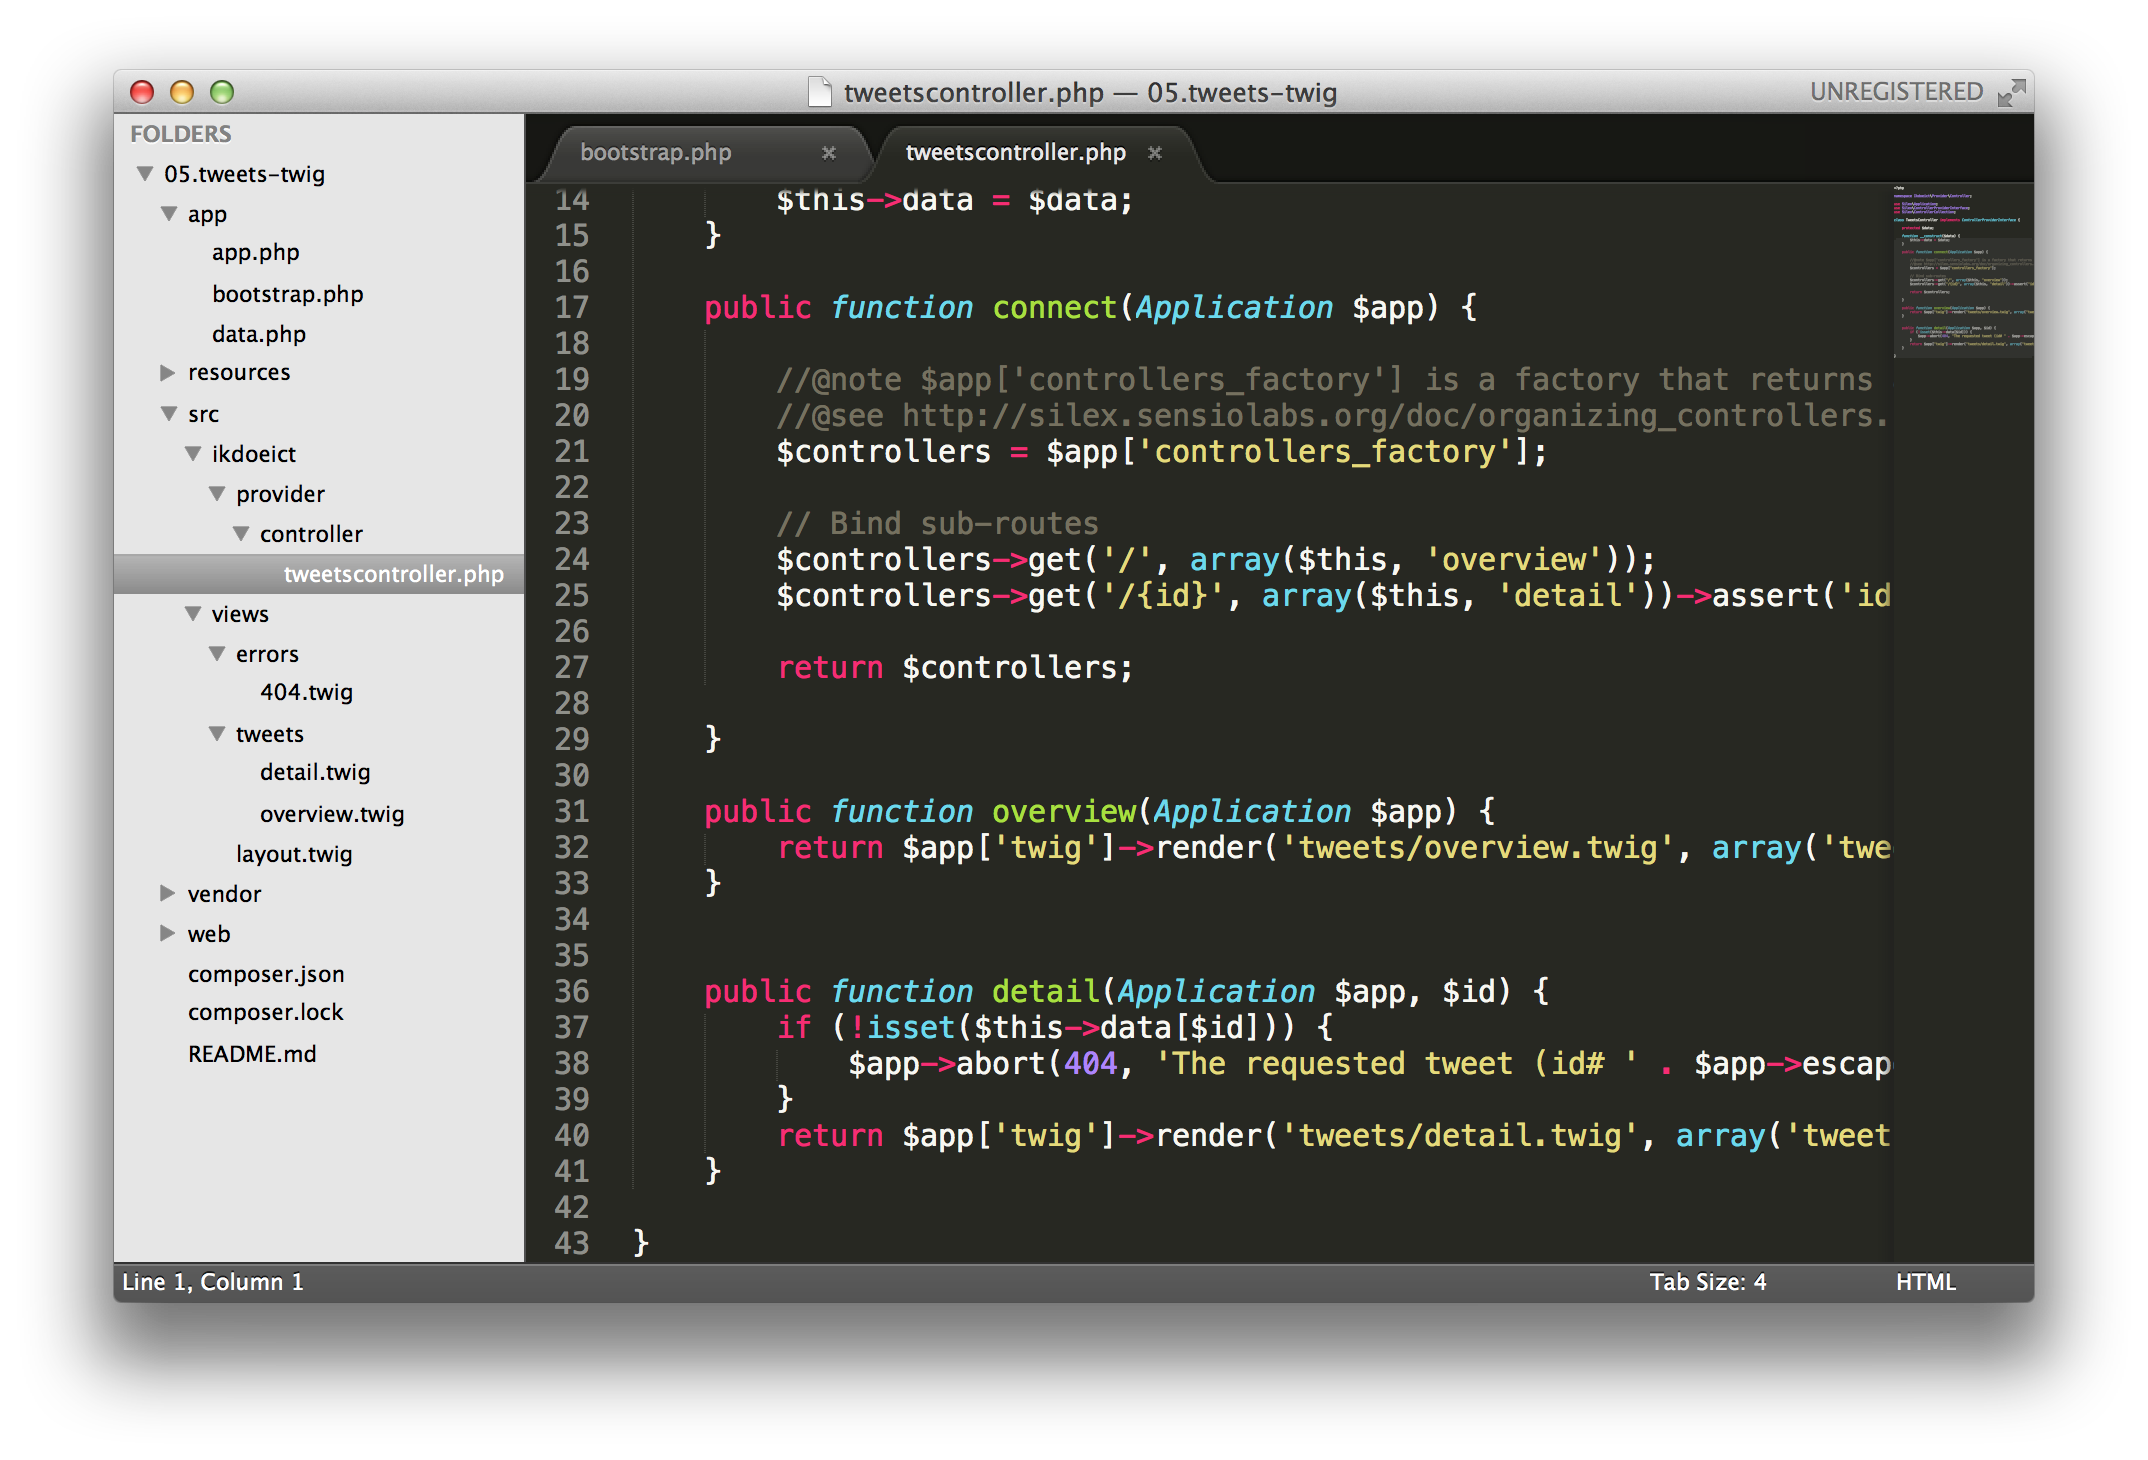 tweetscontroller.php — 05.tweets-twig
UNREGISTERED
FOLDERS
05.tweets-twig
app
app.php
bootstrap.php
data.php
resources
src
ikdoeict
provider
controller
tweetscontroller.php
views
errors
404.twig
tweets
detail.twig
overview.twig
layout.twig
vendor
web
composer.json
composer.lock
README.md
bootstrap.php
tweetscontroller.php
14 $this->data = $data;
15 }
16
17 public function connect(Application $app) {
18
19 //@note $app['controllers_factory'] is a factory that returns
20 //@see http://silex.sensiolabs.org/doc/organizing_controllers.
21 $controllers = $app['controllers_factory'];
22
23 // Bind sub-routes
24 $controllers->get('/', array($this, 'overview'));
25 $controllers->get('/{id}', array($this, 'detail'))->assert('id
26
27 return $controllers;
28
29 }
30
31 public function overview(Application $app) {
32 return $app['twig']->render('tweets/overview.twig', array('twe
33 }
34
35
36 public function detail(Application $app, $id) {
37 if (!isset($this->data[$id])) {
38 $app->abort(404, 'The requested tweet (id# ' . $app->escap
39 }
40 return $app['twig']->render('tweets/detail.twig', array('tweet
41 }
42
43 }
Line 1, Column 1
Tab Size: 4
HTML